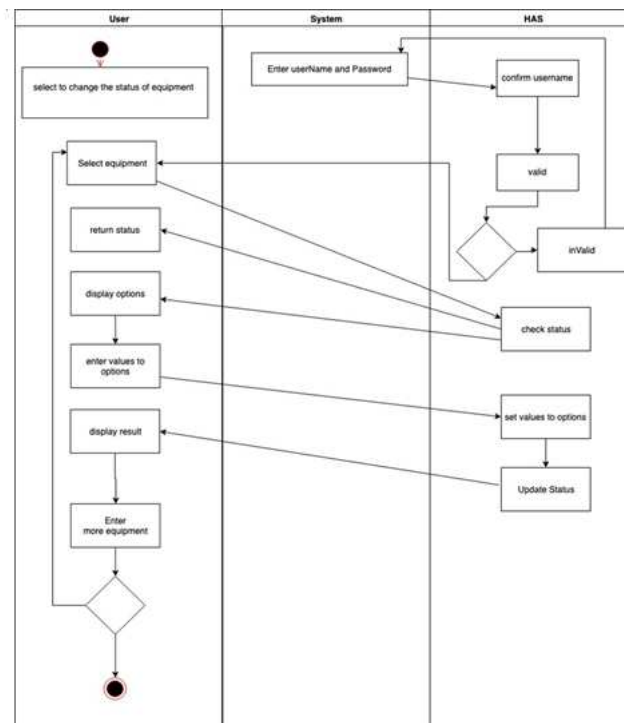 User
System
HAS
select to change the status of equipment
Enter userName and Password
confirm username
valid
inValid
Select equipment
return status
display options
check status
enter values to
options
set values to options
display result
Update Status
Enter
more equipment